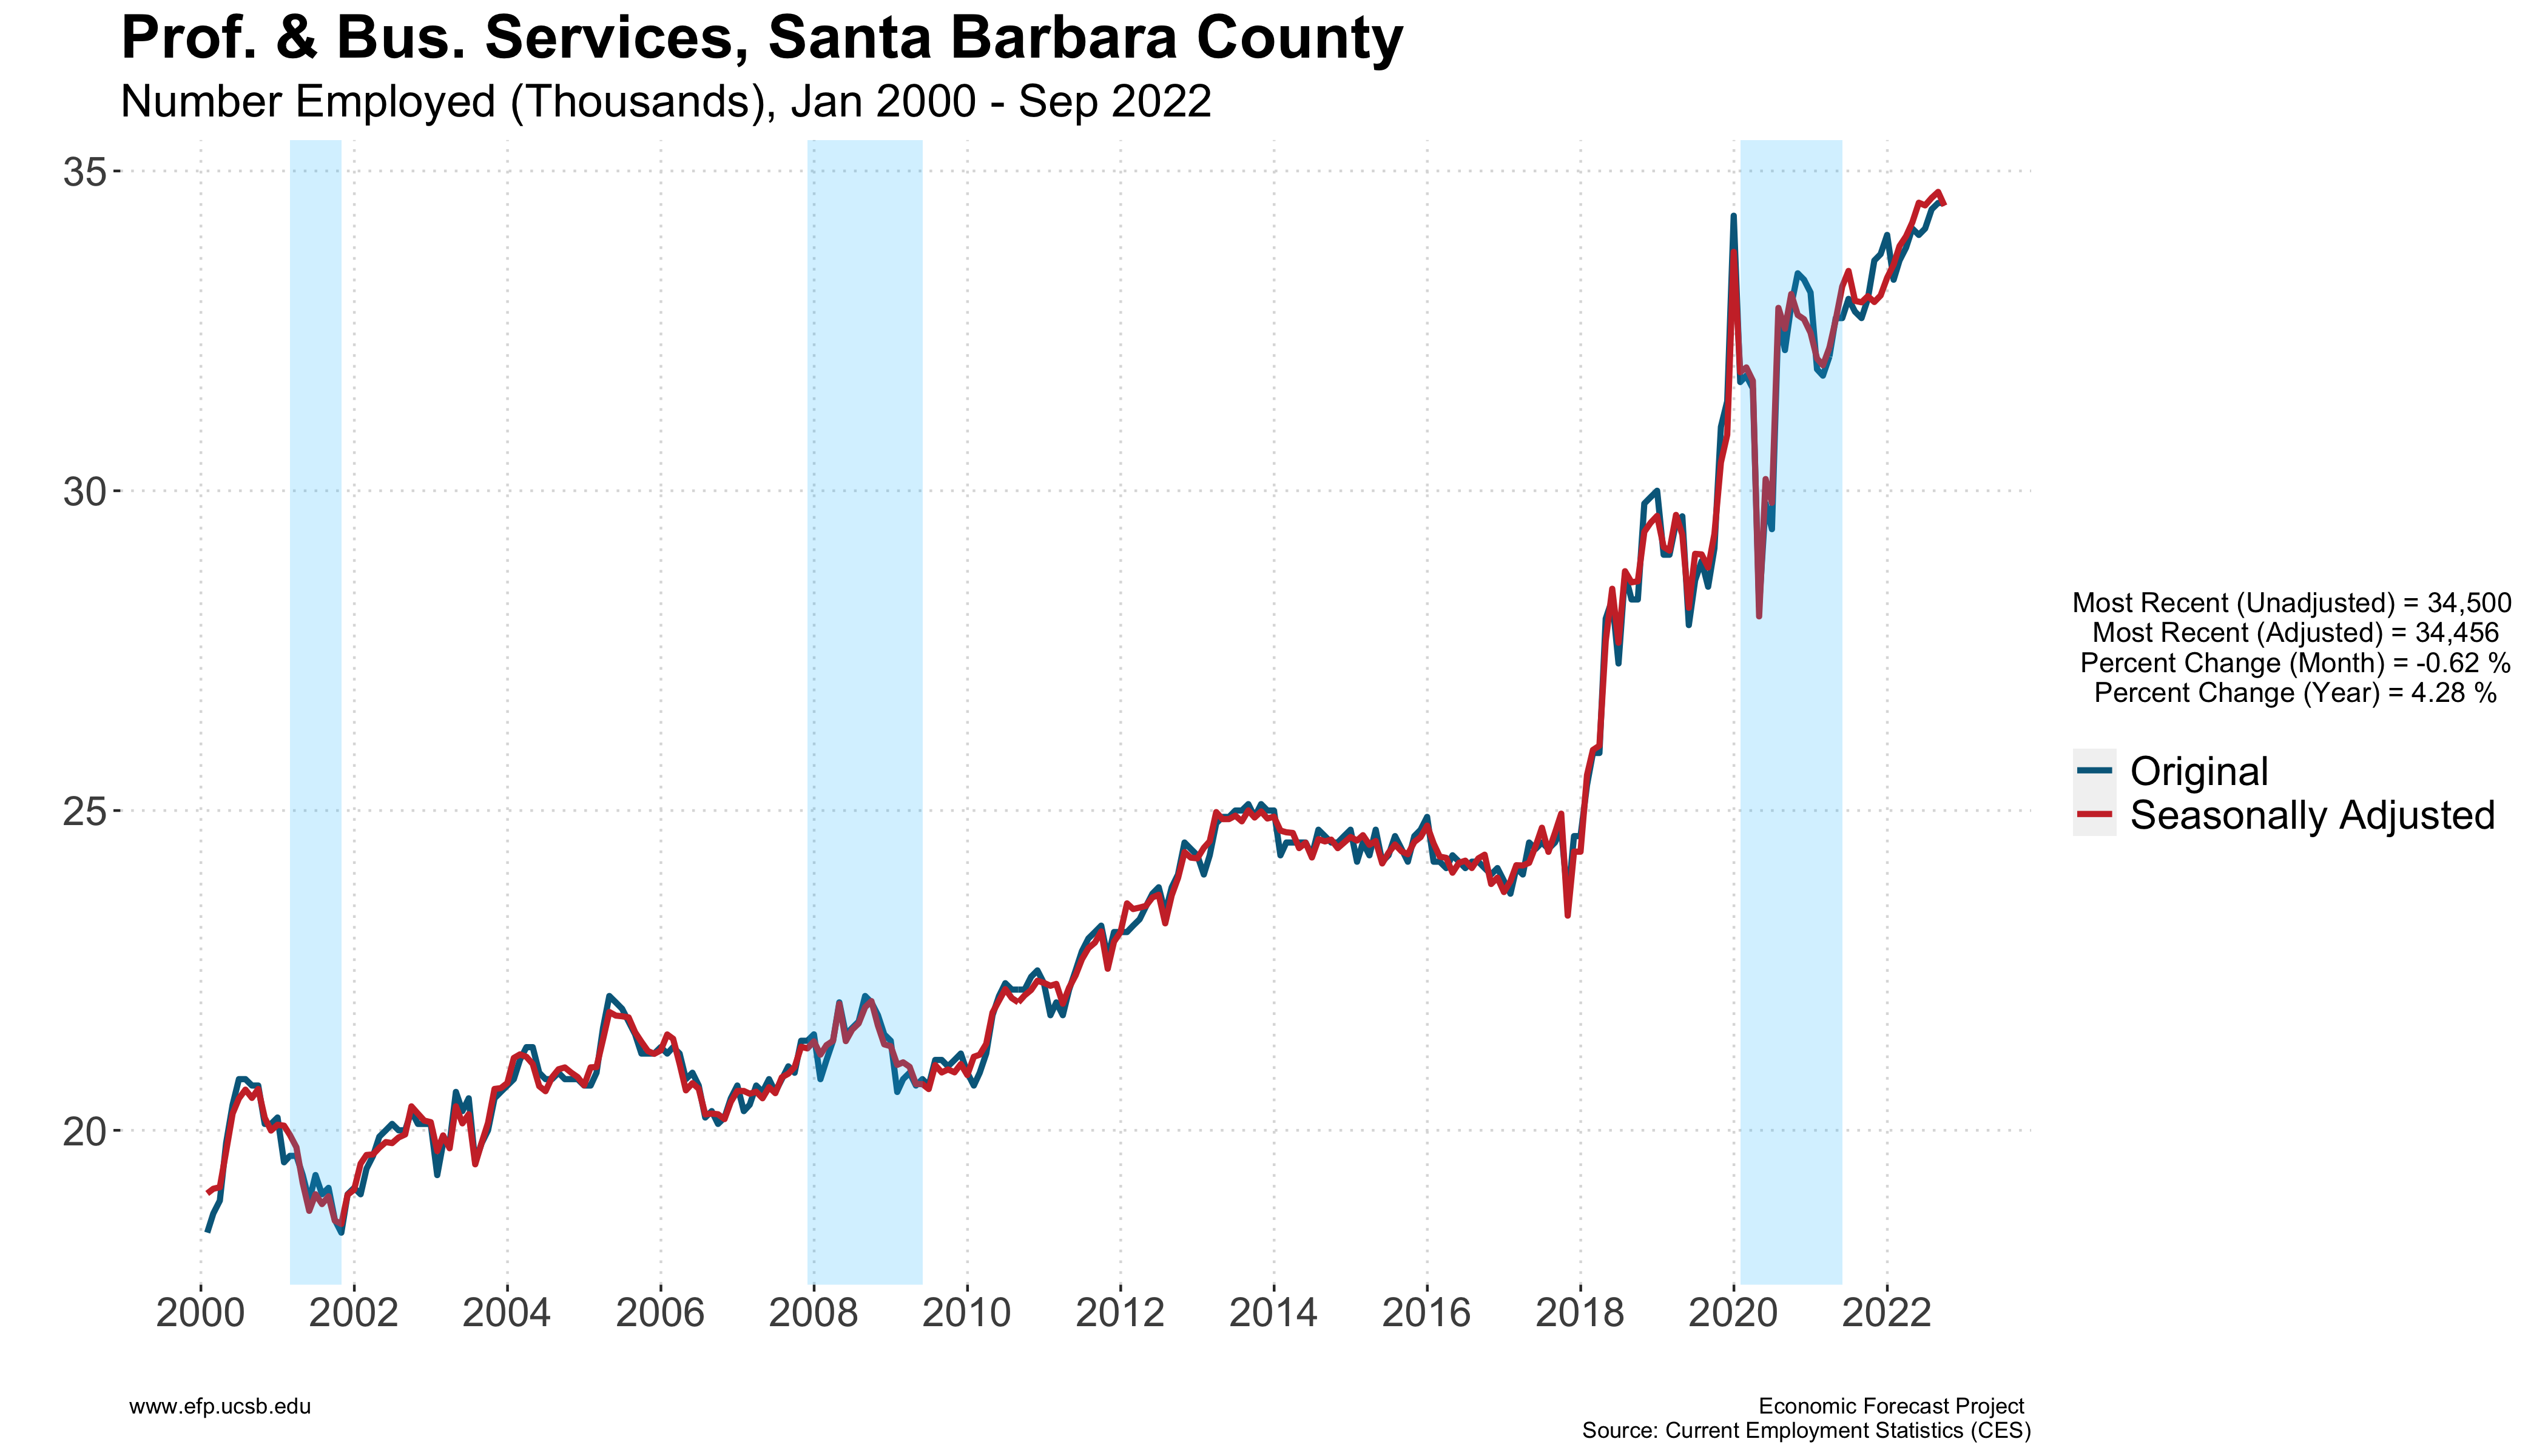 Prof. & Bus. Services, Santa Barbara County
Number Employed (Thousands), Jan 2000 - Sep 2022
35
30
25
20
2000 2002 2004 2006 2008 2010 2012 2014 2016 2018 2020 2022
Most Recent (Unadjusted) = 34,500
Most Recent (Adjusted) = 34,456
Percent Change (Month) = -0.62 %
Percent Change (Year) = 4.28 %
Original
Seasonally Adjusted
www.efp.ucsb.edu
Economic Forecast Project
Source: Current Employment Statistics (CES)